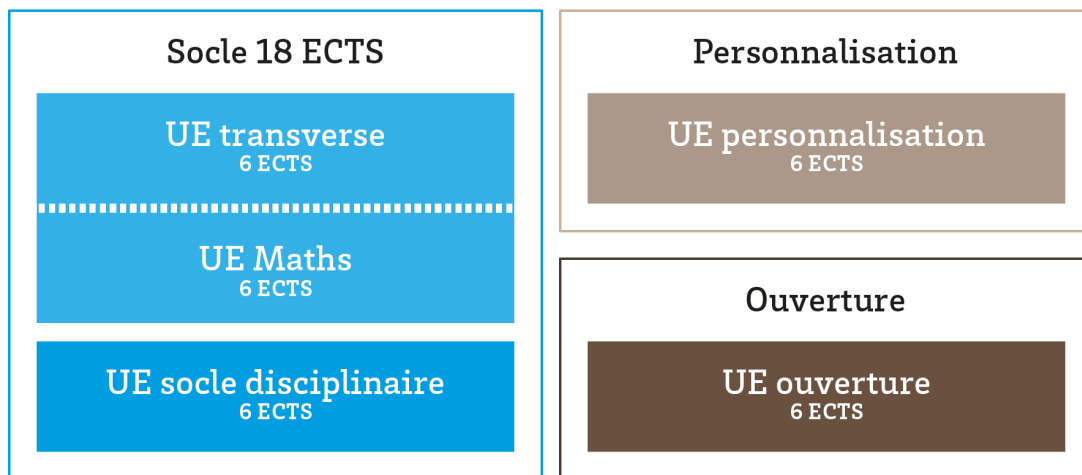 Socle 18 ECTS
UE transverse
6 ECTS
UE Maths
6 ECTS
UE socle disciplinaire
6 ECTS
Personnalisation
UE personnalisation
6 ECTS
Ouverture
UE ouverture
6 ECTS